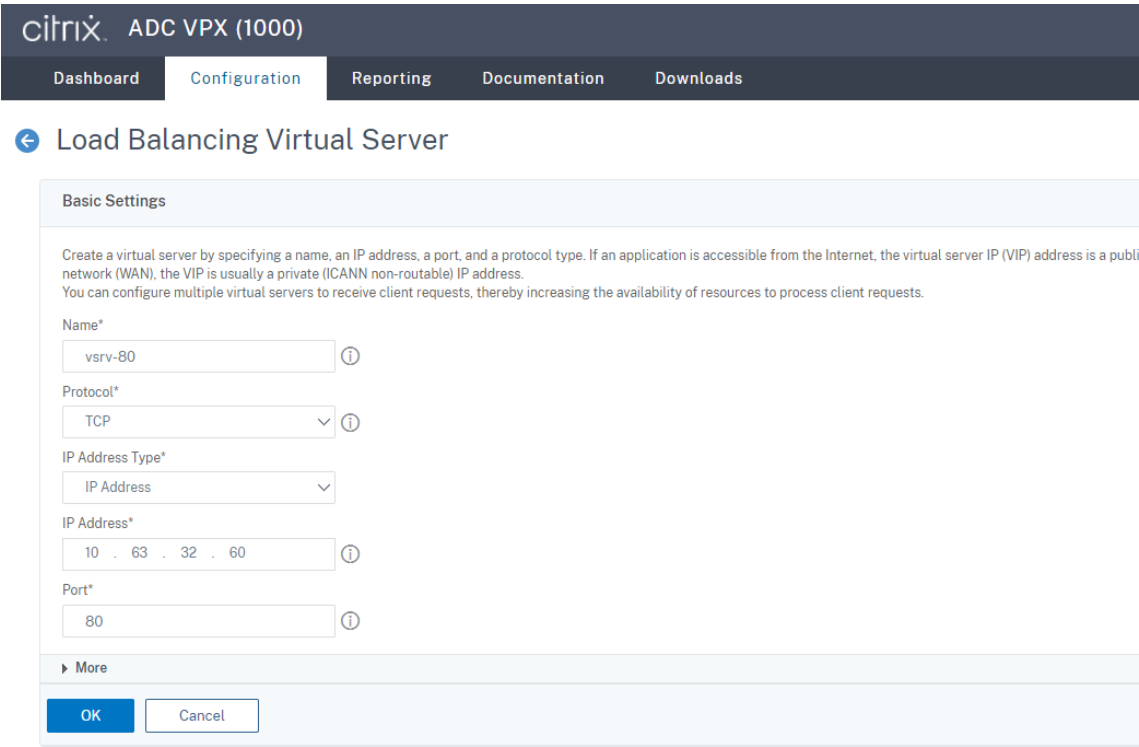 citrix. ADC VPX (1000)
Dashboard Configuration Reporting Documentation Downloads
Load Balancing Virtual Server
Basic Settings
Create a virtual server by specifying a name, an IP address, a port, and a protocol type. If an application is accessible from the Internet, the virtual server IP (VIP) address is a publi
network (WAN), the VIP is usually a private (ICANN non-routable) IP address.
You can configure multiple virtual servers to receive client requests, thereby increasing the availability of resources to process client requests.
Name*
vsrv-80
Protocol*
TCP
IP Address Type*
IP Address
IP Address*
10 . 63 . 32 . 60
Port*
80
More
OK Cancel